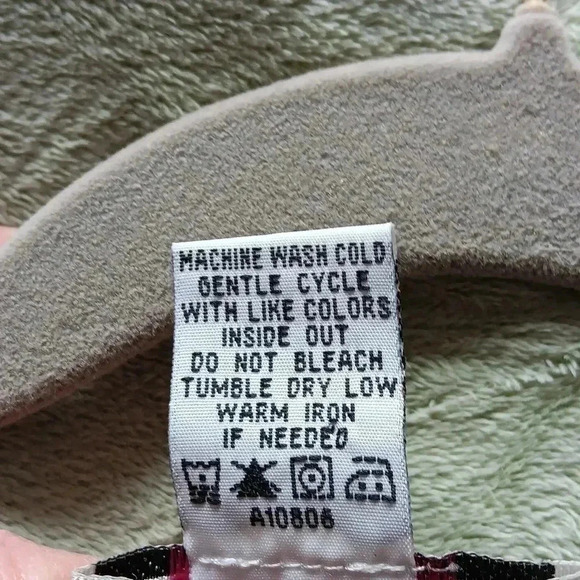 MACHINE WASH COLD
GENTLE CYCLE
WITH LIKE COLORS
INSIDE OUT
DO NOT BLEACH
TUMBLE DRY LOW
WARM IRON
IF NEEDED
A10806